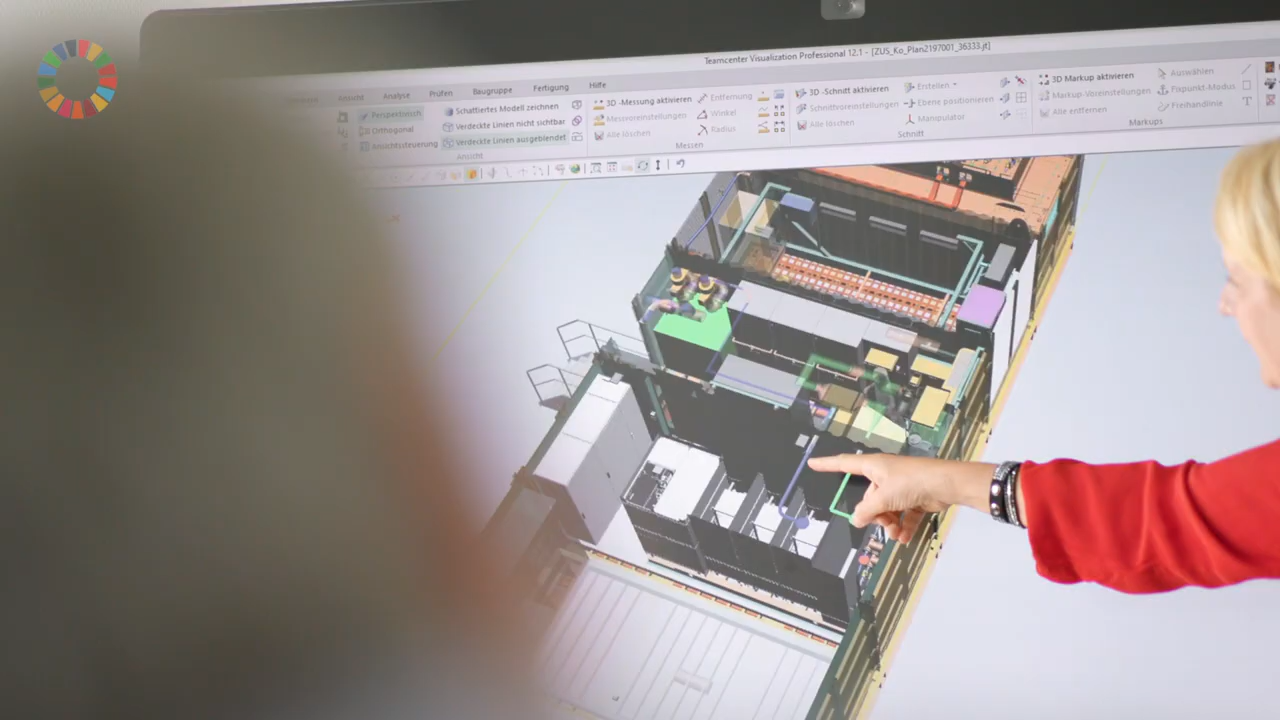 Teamcenter Visualization Professional 12.1 - [ZUS_Ko_Plan2197001_36333.jt]
Ansicht Analyse Prüfen Baugruppe Fertigung Hilfe
Perspektivisch
Orthogonal
Ansichtssteuerung
Schattiertes Modell zeichnen
Verdeckte Linien nicht sichtbar
Verdeckte Linien ausgeblendet
Ansicht
3D -Messung aktivieren
Messeinstellungen
Alle löschen
Entfernung
Winkel
Radius
Messen
3D -Schnitt aktivieren
Schnittvoreinstellungen
Alle löschen
Erstellen
Ebene positionieren
Manipulator
Schnitt
3D Markup aktivieren
Markup-Voreinstellungen
Alle entfernen
Auswählen
Fixpunkt-Modus
Freihandlinie
Markups